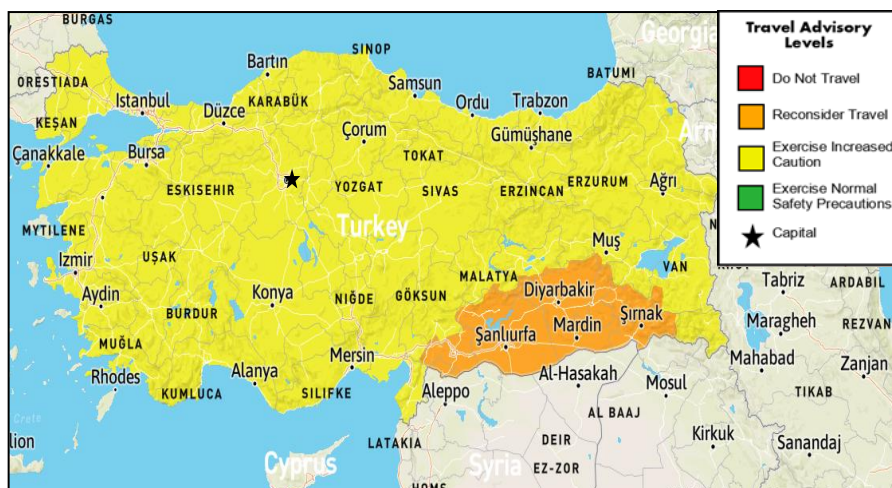 BURGAS
SINOP
Georgia
Bartın
BATUMI
ORESTIADA
Samsun
KARABÜK
Istanbul
Ordu
Trabzon
Düzce
KEŞAN
Çorum
Gümüşhane
Çanakkale
Bursa
TOKAT
ESKISEHIR
YOZGAT
SIVAS
ERZINCAN
ERZURUM
Ağrı
MYTILENE
Turkey
Muş
UŞAK
Izmir
VAN
MALATYA
Aydin
Konya
NIĞDE
GÖKSUN
Diyarbakir
BURDUR
Şırnak
Mardin
Şanlıurfa
MUĞLA
Mersin
Rhodes
Alanya
KUMLUCA
SILIFKE
Aleppo
Al-Hasakah
Mosul
Tabriz
ARDABIL
Maragheh
REZVAN
Mahabad
Zanjan
TIKAB
Crete
lion
AL BAAJ
LATAKIA
DEIR
EZ-ZOR
Kirkuk
Sanandaj
Cyprus
Syria
HOMS
Travel Advisory
Levels
Do Not Travel
Reconsider Travel
Exercise Increased
Caution
Exercise Normal
Safety Precautions
Capital